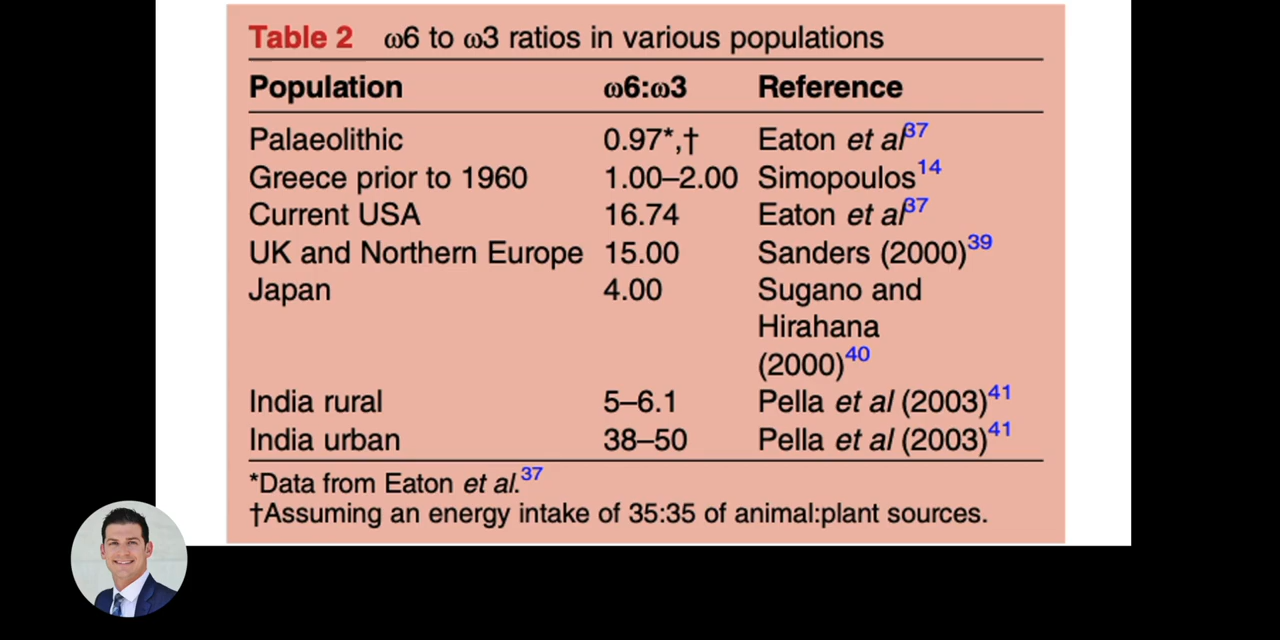 Table 2 ω6 to ω3 ratios in various populations
Population ω6:ω3 Reference
Palaeolithic 0.97*,† Eaton et al37
Greece prior to 1960 1.00–2.00 Simopoulos14
Current USA 16.74 Eaton et al37
UK and Northern Europe 15.00 Sanders (2000)39
Japan 4.00 Sugano and
Hirahana
(2000)40
India rural 5–6.1 Pella et al (2003)41
India urban 38–50 Pella et al (2003)41
*Data from Eaton et al.37
†Assuming an energy intake of 35:35 of animal:plant sources.